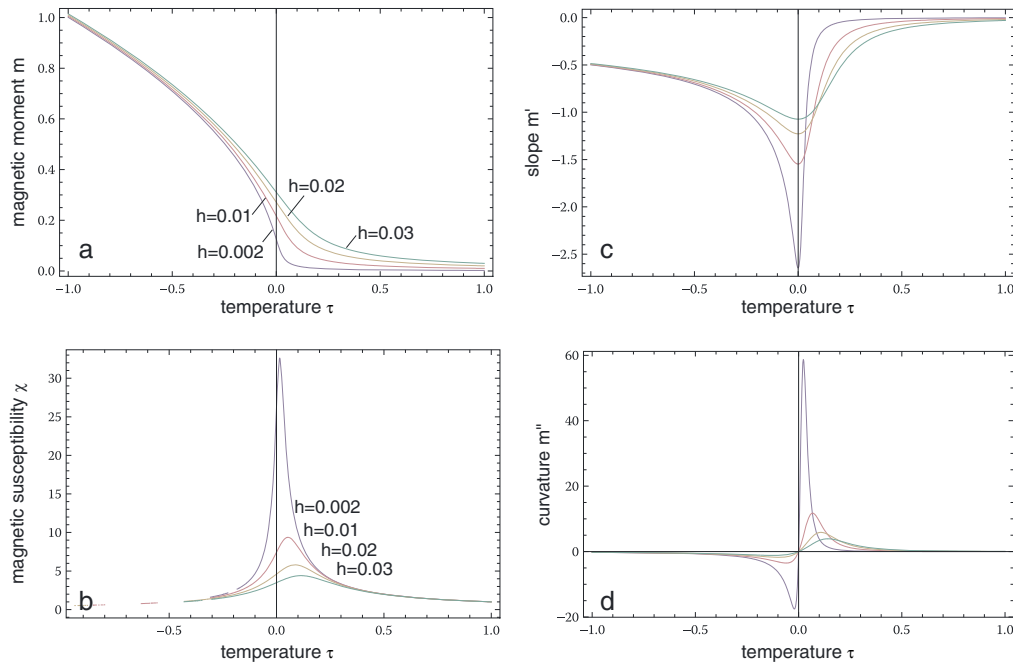 magnetic moment m
1.0
0.8
0.6
0.4
0.2
0.0
h=0.02
h=0.01
h=0.03
h=0.002
a
−1.0 −0.5 0.0 0.5 1.0
temperature τ
slope m'
0.0
−0.5
−1.0
−1.5
−2.0
−2.5
c
−1.0 −0.5 0.0 0.5 1.0
temperature τ
magnetic susceptibility χ
30
25
20
15
10
5
0
h=0.002
h=0.01
h=0.02
h=0.03
b
−0.5 0.0 0.5 1.0
temperature τ
curvature m"
60
40
20
0
−20
d
−1.0 −0.5 0.0 0.5 1.0
temperature τ